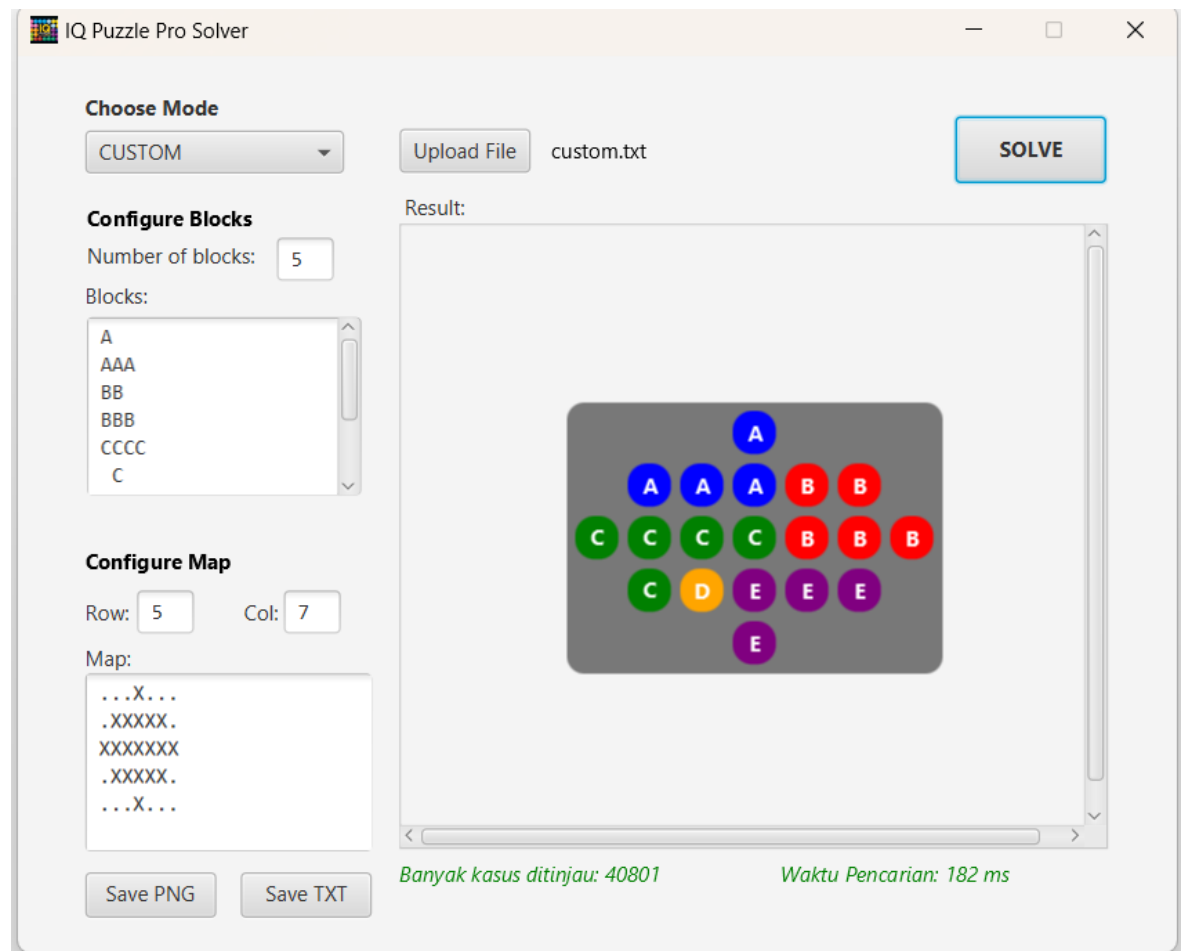 IQ Puzzle Pro Solver
Choose Mode
CUSTOM
Upload File custom.txt
SOLVE
Configure Blocks
Number of blocks: 5
Blocks:
A
AAA
BB
BBB
CCCC
 C
Configure Map
Row: 5 Col: 7
Map:
...X...
.XXXXX.
XXXXXXX
.XXXXX.
...X...
Save PNG Save TXT
Result:
A
A A A B B
C C C C B B B
C D E E E
E
Banyak kasus ditinjau: 40801 Waktu Pencarian: 182 ms